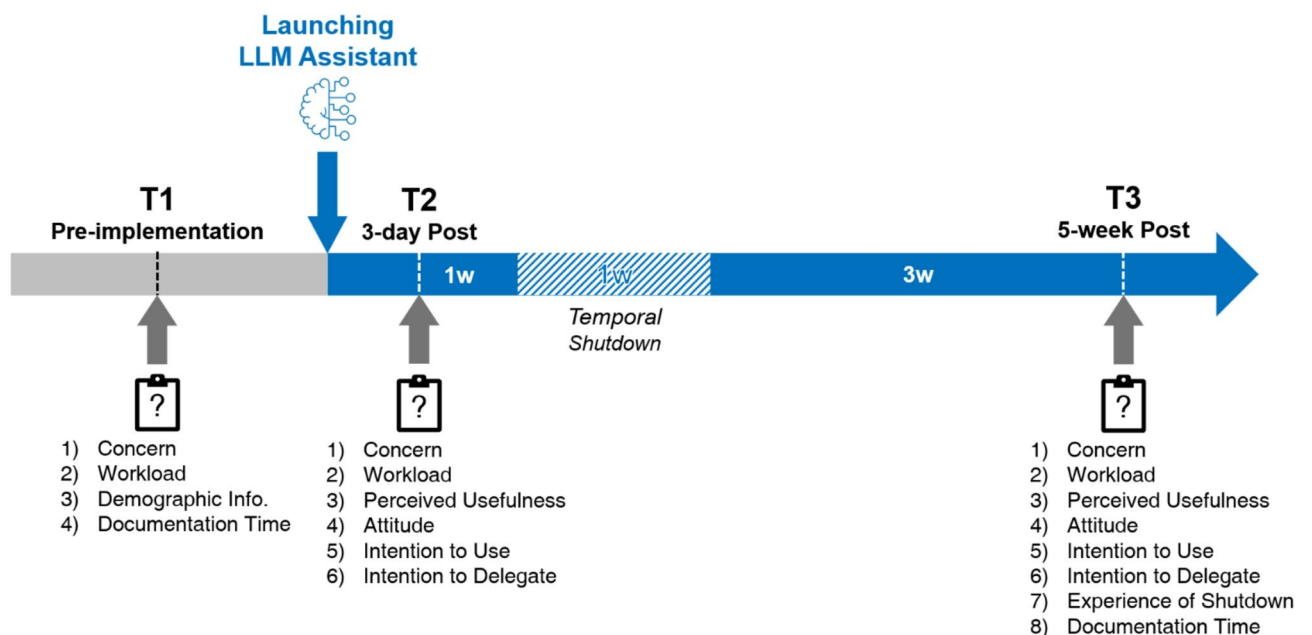 Launching
LLM Assistant
T1
Pre-implementation
T2
3-day Post
T3
5-week Post
1w
1w
3w
Temporal
Shutdown
?
1) Concern
2) Workload
3) Demographic Info.
4) Documentation Time
?
1) Concern
2) Workload
3) Perceived Usefulness
4) Attitude
5) Intention to Use
6) Intention to Delegate
?
1) Concern
2) Workload
3) Perceived Usefulness
4) Attitude
5) Intention to Use
6) Intention to Delegate
7) Experience of Shutdown
8) Documentation Time